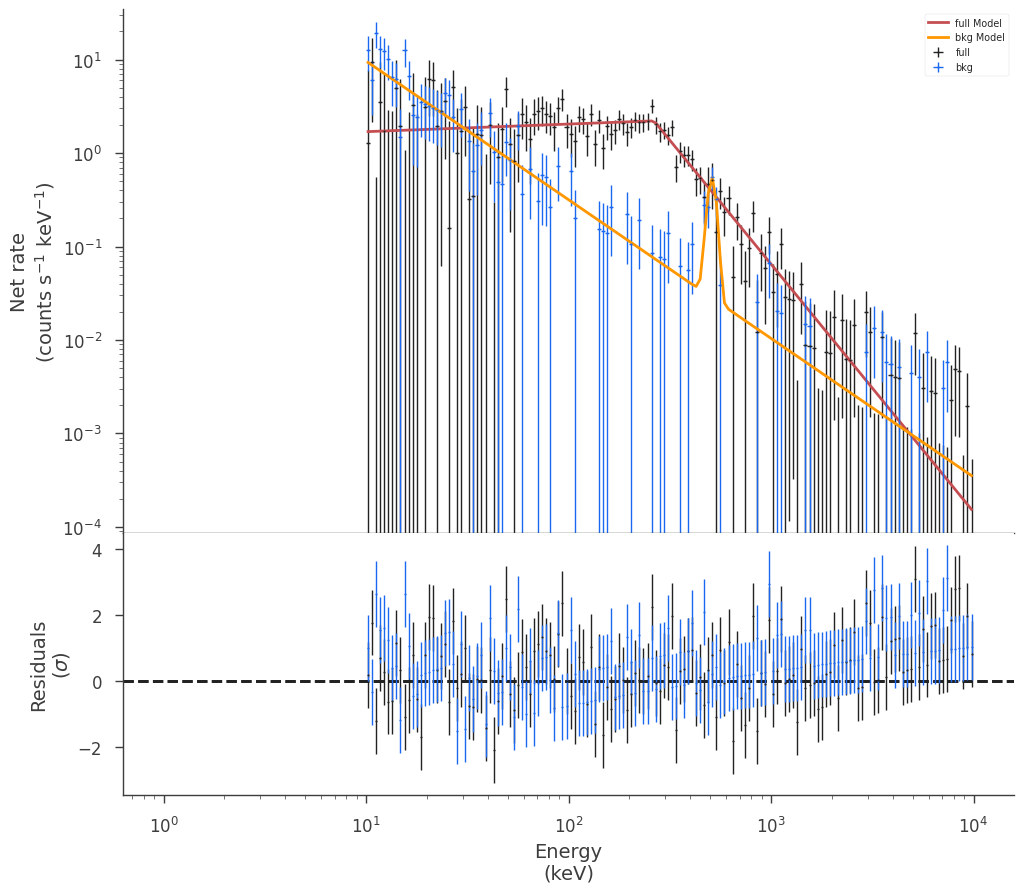 full Model
bkg Model
full
bkg
10¹
10⁰
10⁻¹
10⁻²
10⁻³
10⁻⁴
Net rate
(counts s⁻¹ keV⁻¹)
4
2
0
−2
Residuals
(σ)
10⁰ 10¹ 10² 10³ 10⁴
Energy
(keV)